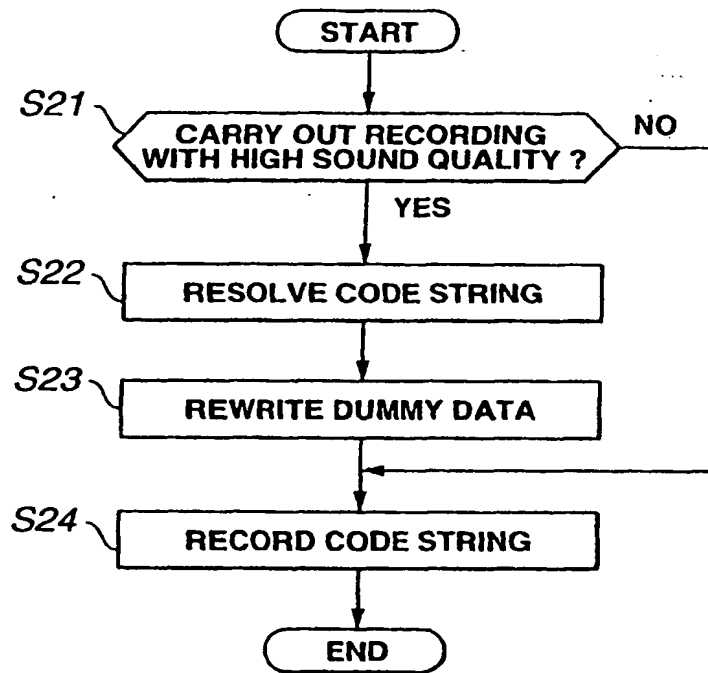 START
S21
CARRY OUT RECORDING
WITH HIGH SOUND QUALITY ?
NO
YES
S22
RESOLVE CODE STRING
S23
REWRITE DUMMY DATA
S24
RECORD CODE STRING
END